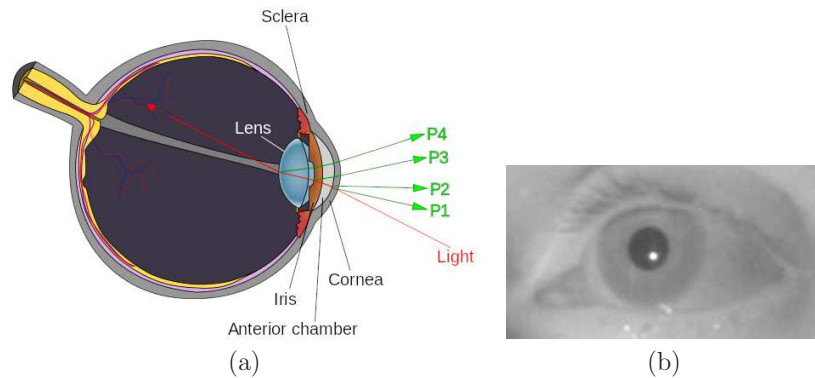 Sclera
Lens
P4
P3
P2
P1
Light
Cornea
Iris
Anterior chamber
(a)
(b)